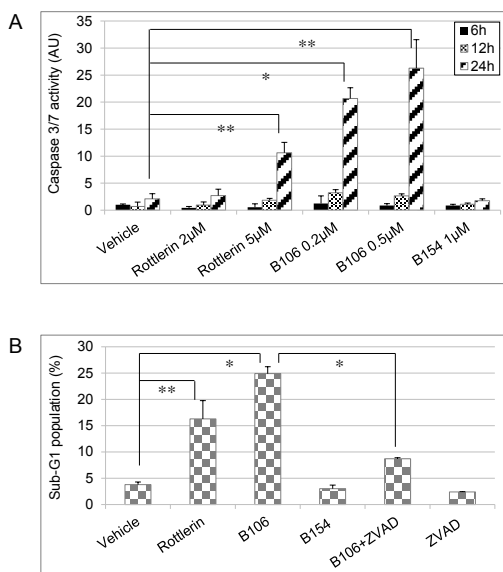 A
Caspase 3/7 activity (AU)
35
30
25
20
15
10
5
0
6h
12h
24h
**
*
**
Vehicle
Rottlerin 2µM
Rottlerin 5µM
B106 0.2µM
B106 0.5µM
B154 1µM
B
Sub-G1 population (%)
30
25
20
15
10
5
0
*
*
**
Vehicle
Rottlerin
B106
B154
B106+ZVAD
ZVAD